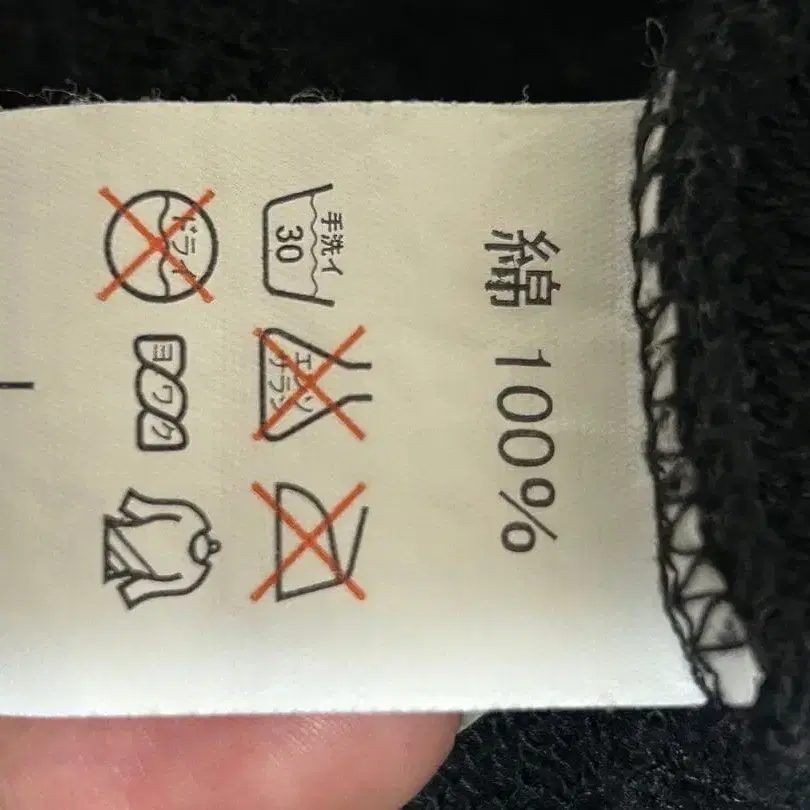 綿 100%
手洗イ
30
エンソ
サラシ
ドライ
ヨワク